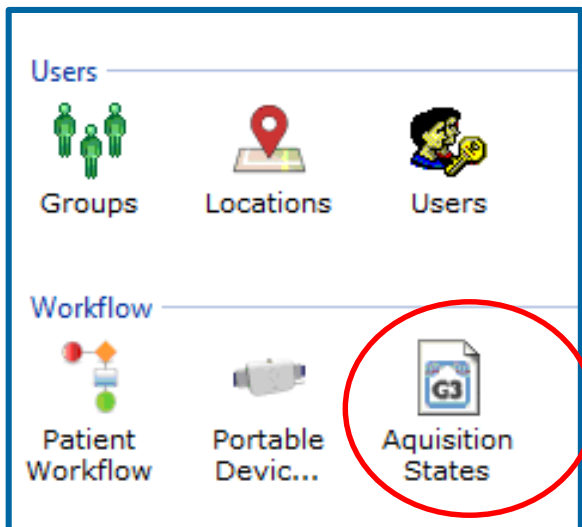 Users
Groups
Locations
Users
Workflow
G3
Patient
Workflow
Portable
Devic...
Aquisition
States